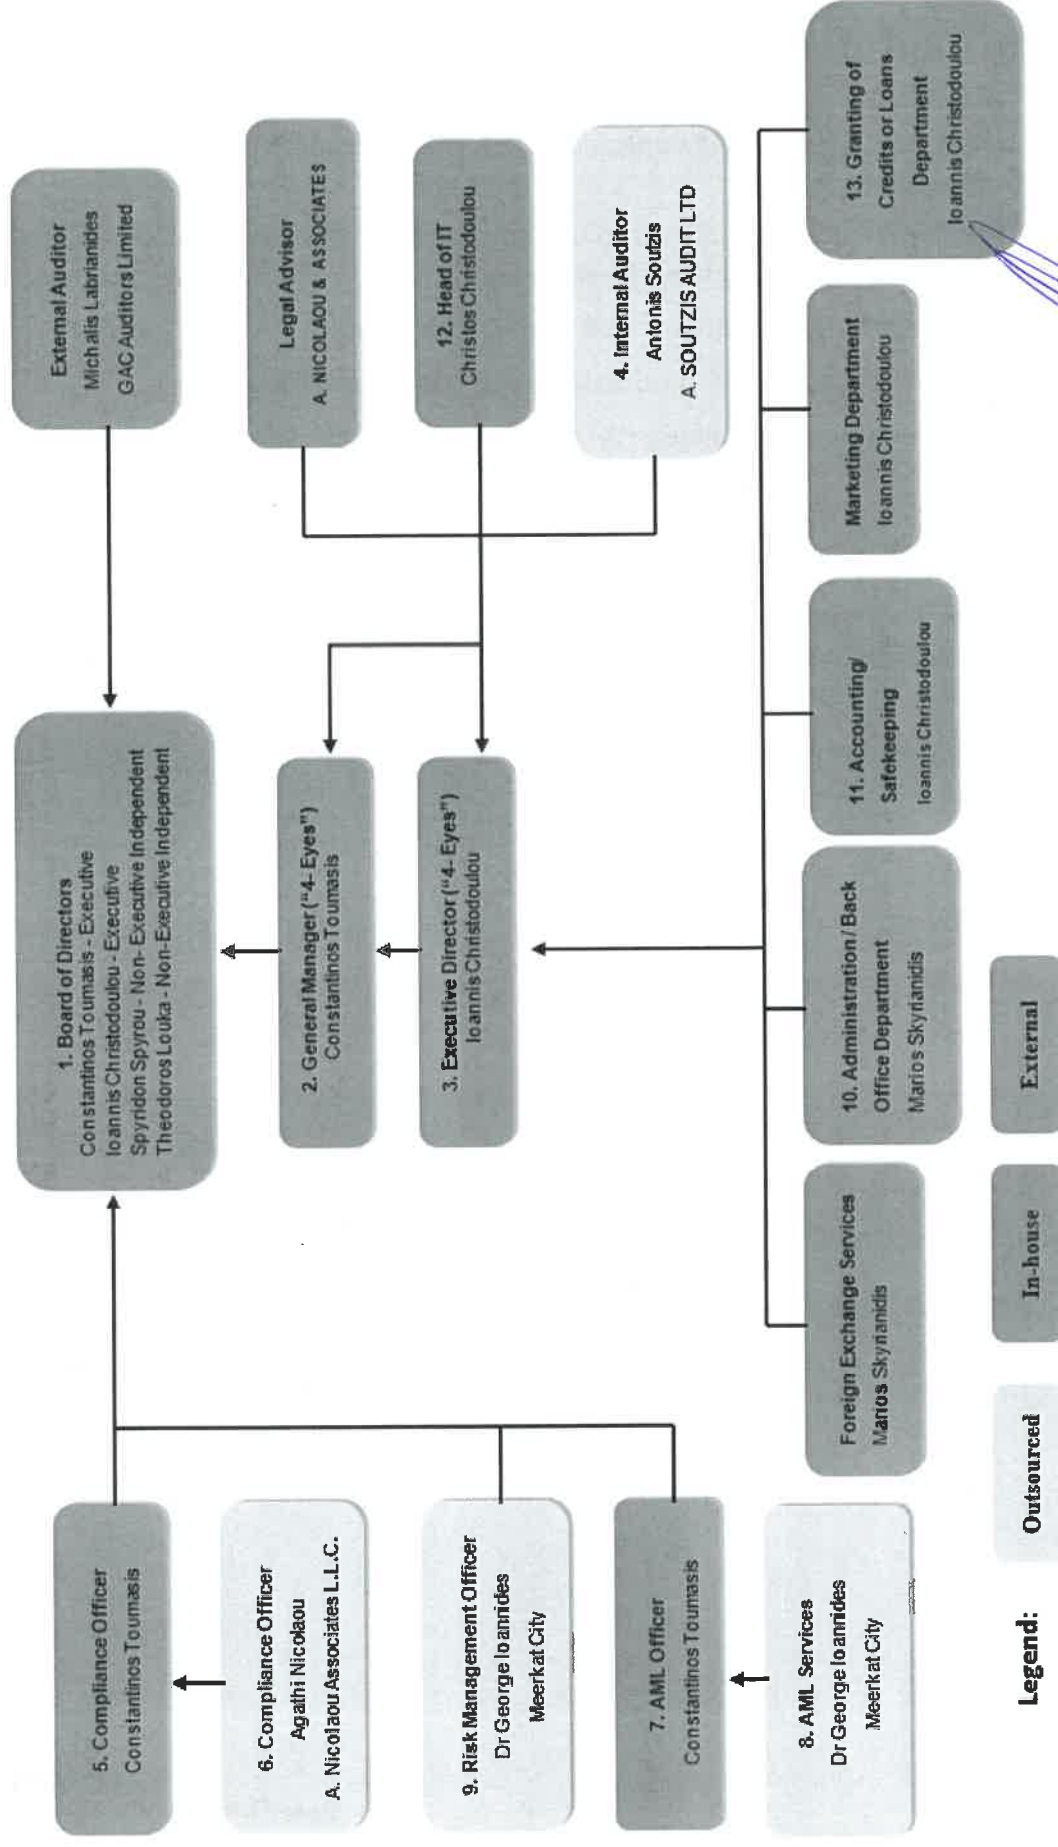 External Auditor
Michalis Labrianides
GAC Auditors Limited
1. Board of Directors
Constantinos Toumasis - Executive
Ioannis Christodoulou - Executive
Spyridon Spyrou - Non- Executive Independent
Theodoros Louka - Non-Executive Independent
5. Compliance Officer
Constantinos Toumasis
6. Compliance Officer
Agathi Nicolaou
A. Nicolaou Associates L.L.C.
9. Risk Management Officer
Dr George Ioannides
Meerkat City
7. AML Officer
Constantinos Toumasis
8. AML Services
Dr George Ioannides
Meerkat City
2. General Manager ("4- Eyes")
Constantinos Toumasis
3. Executive Director ("4- Eyes")
Ioannis Christodoulou
Legal Advisor
A. NICOLAOU & ASSOCIATES
12. Head of IT
Christos Christodoulou
4. Internal Auditor
Antonis Soutzis
A. SOUTZIS AUDIT LTD
Foreign Exchange Services
Marios Skyrianidis
10. Administration / Back
Office Department
Marios Skyrianidis
11. Accounting/
Safekeeping
Ioannis Christodoulou
Marketing Department
Ioannis Christodoulou
13. Granting of
Credits or Loans
Department
Ioannis Christodoulou
Legend:
Outsourced
In-house
External